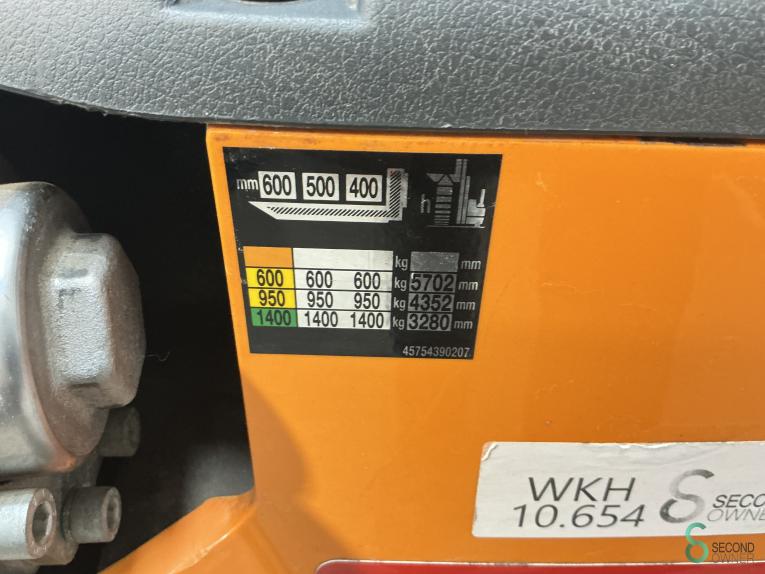 mm 600 500 400
h
kg mm
600 600 600 kg 5702 mm
950 950 950 kg 4352 mm
1400 1400 1400 kg 3280 mm
45754390207
WKH
10.654
SECO
OWNE
SECOND
OWNER